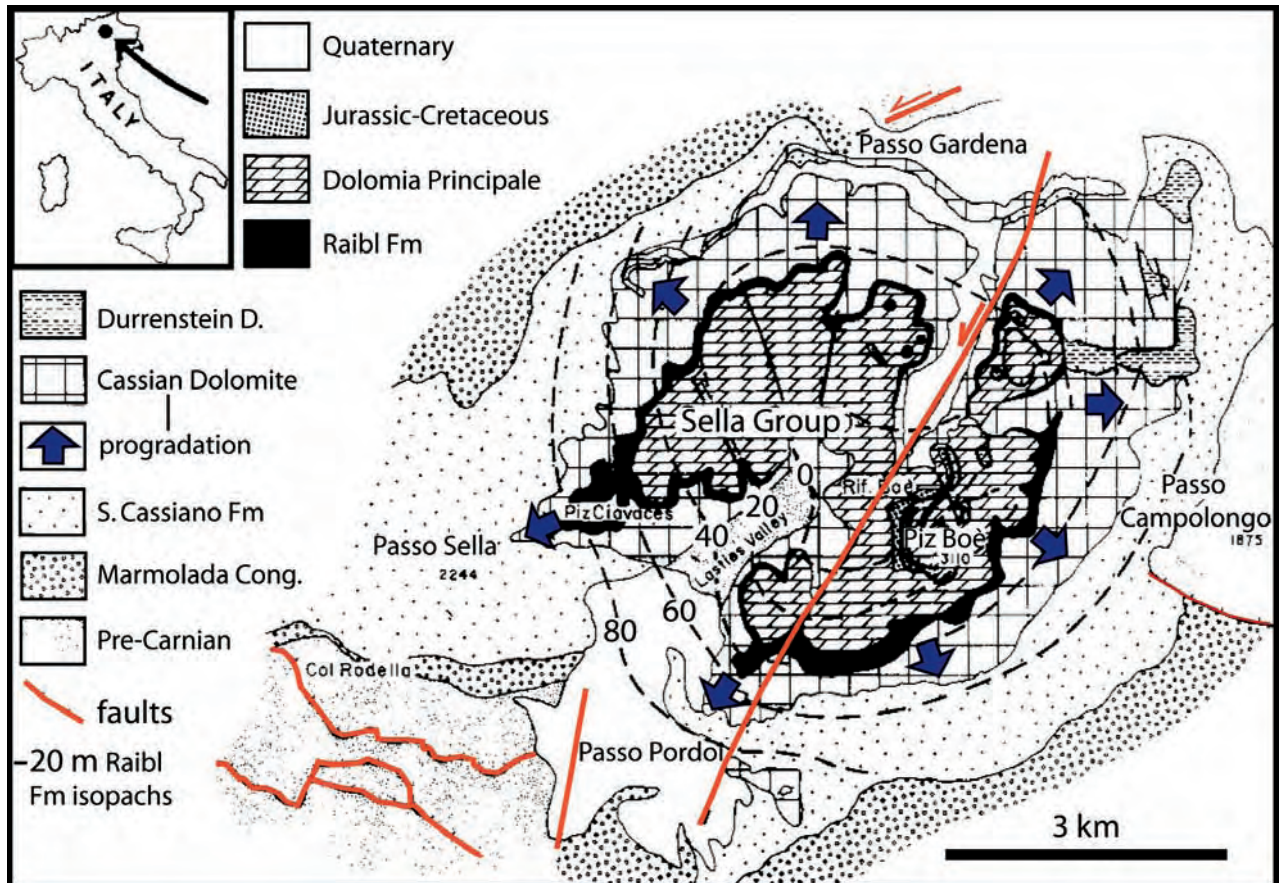 ITALY
Quaternary
Jurassic-Cretaceous
Dolomia Principale
Raibl Fm
Durrenstein D.
Cassian Dolomite
progradation
S. Cassiano Fm
Marmolada Cong.
Pre-Carnian
faults
-20 m Raibl
Fm isopachs
Passo Gardena
Sella Group
0
20
40
60
80
Rif. Boè
Piz Boè
3110
Piz Ciavaces
Lasties Valley
Passo Sella
2244
Passo
Campolongo
1875
Col Rodella
Passo Pordoi
3 km